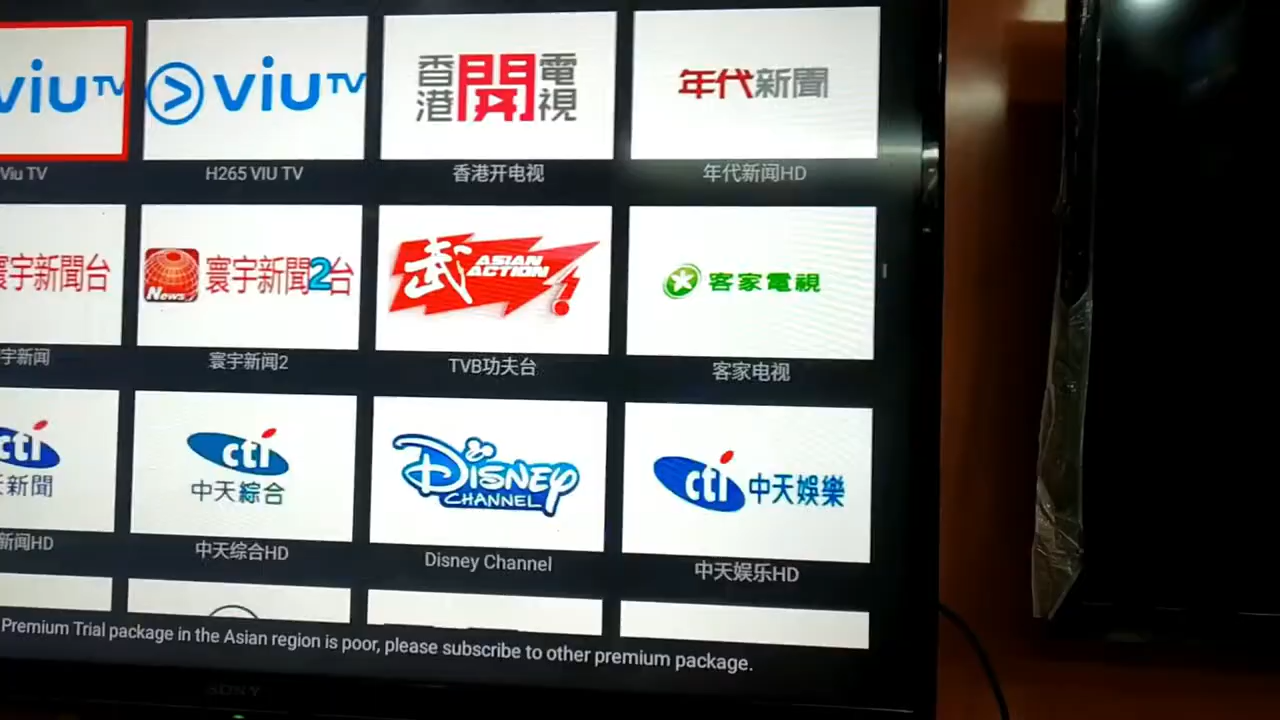 viuTV
viuTV
香港開電視
年代新聞
Viu TV
H265 VIU TV
香港开电视
年代新闻HD
寰宇新聞台
News
寰宇新聞2台
武
ASIAN
ACTION
客家電視
宇新闻
寰宇新闻2
TVB功夫台
客家电视
cti
新聞
cti
中天綜合
Disney
CHANNEL
cti 中天娛樂
新闻HD
中天综合HD
Disney Channel
中天娱乐HD
Premium Trial package in the Asian region is poor, please subscribe to other premium package.
SONY